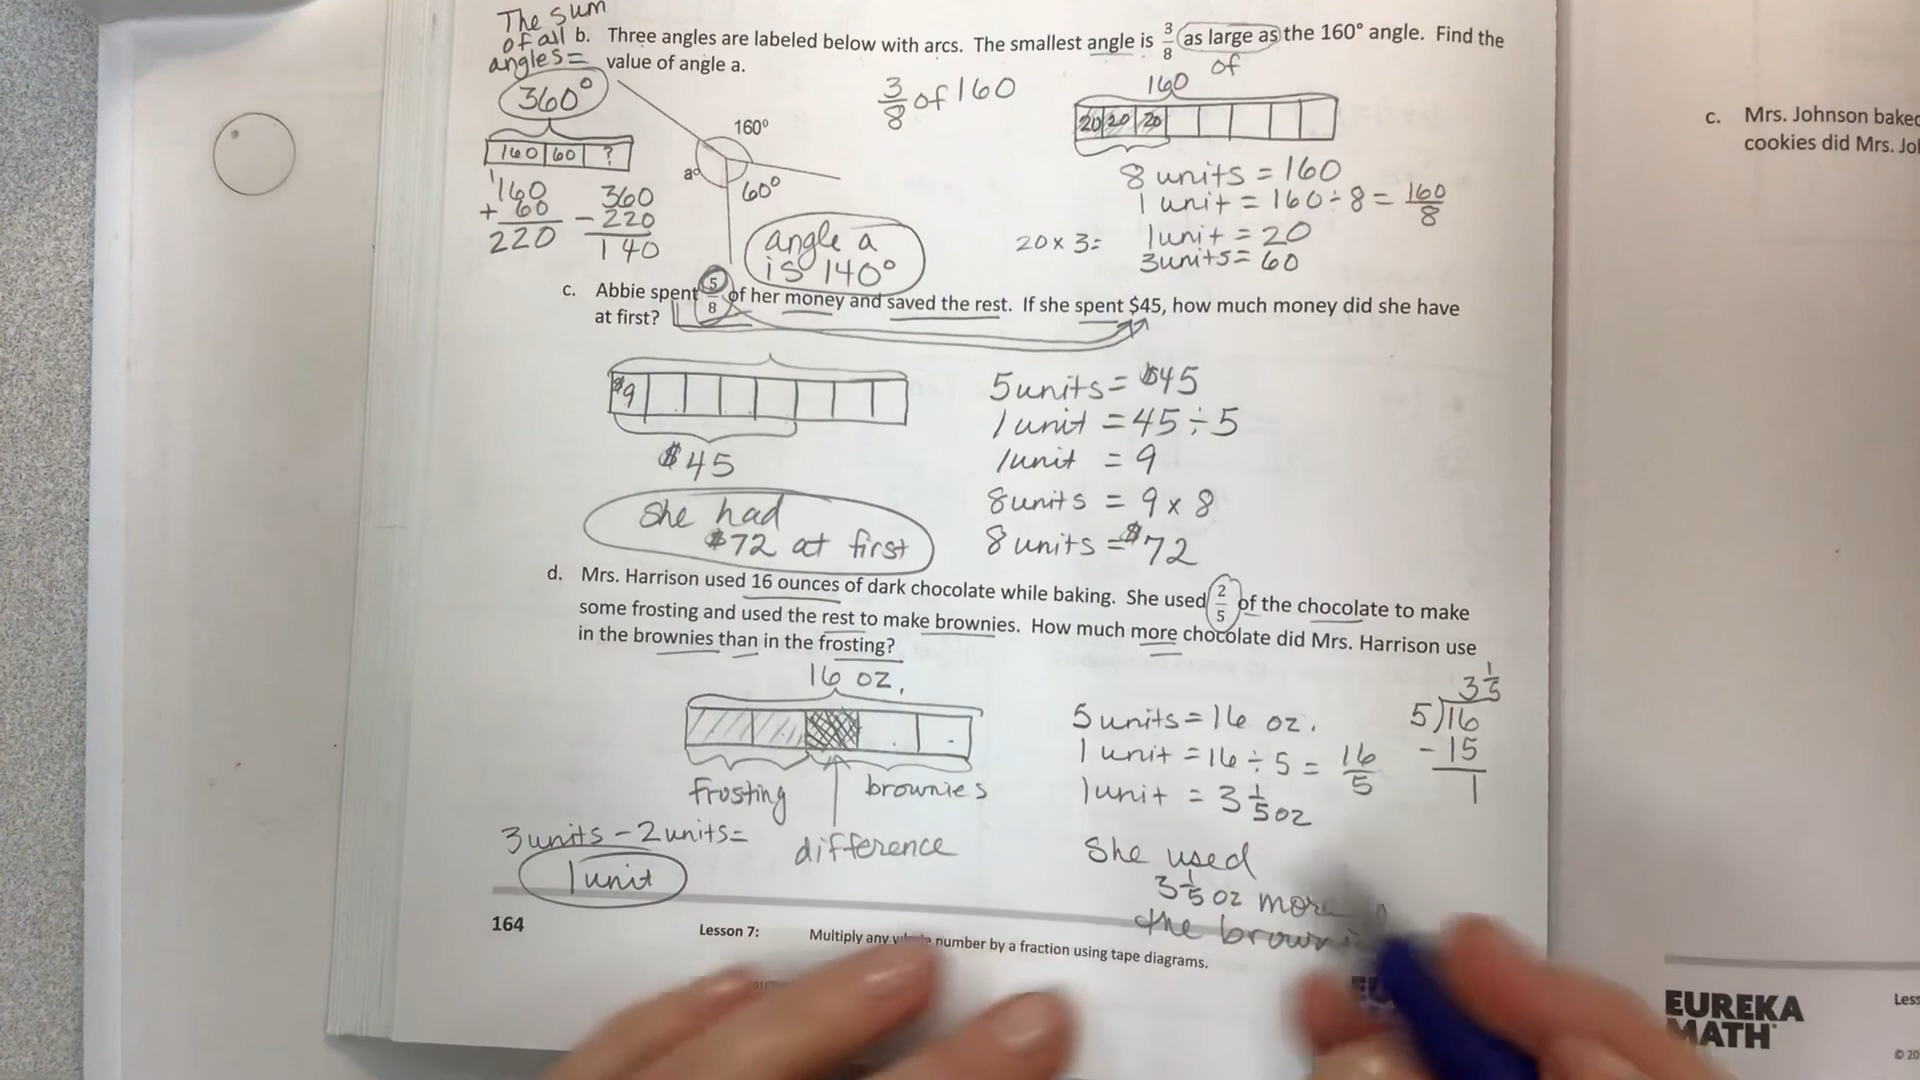 The sum
of all
angles =
360°
b. Three angles are labeled below with arcs. The smallest angle is 3/8 as large as the 160° angle. Find the
value of angle a.
of
3/8 of 160
160
20 20 20
160°
a°
60°
160 60 ?
1
160
+ 60
220
360
- 220
140
angle a
is 140°
8 units = 160
1 unit = 160 ÷ 8 = 160/8
20 x 3 =
1 unit = 20
3 units = 60
c. Abbie spent 5/8 of her money and saved the rest. If she spent $45, how much money did she have
at first?
$9
$45
She had
$72 at first
5 units = $45
1 unit = 45 ÷ 5
1 unit = 9
8 units = 9 x 8
8 units = $72
d. Mrs. Harrison used 16 ounces of dark chocolate while baking. She used 2/5 of the chocolate to make
some frosting and used the rest to make brownies. How much more chocolate did Mrs. Harrison use
in the brownies than in the frosting?
16 oz.
frosting
brownies
difference
3 units - 2 units =
1 unit
5 units = 16 oz.
1 unit = 16 ÷ 5 = 16/5
1 unit = 3 1/5 oz
3 1/5
5)16
- 15
1
She used
3 1/5 oz more
the
164
Lesson 7:
Multiply any number by a fraction using tape diagrams.
c. Mrs. Johnson baked
cookies did Mrs.
EUREKA
MATH
© 20